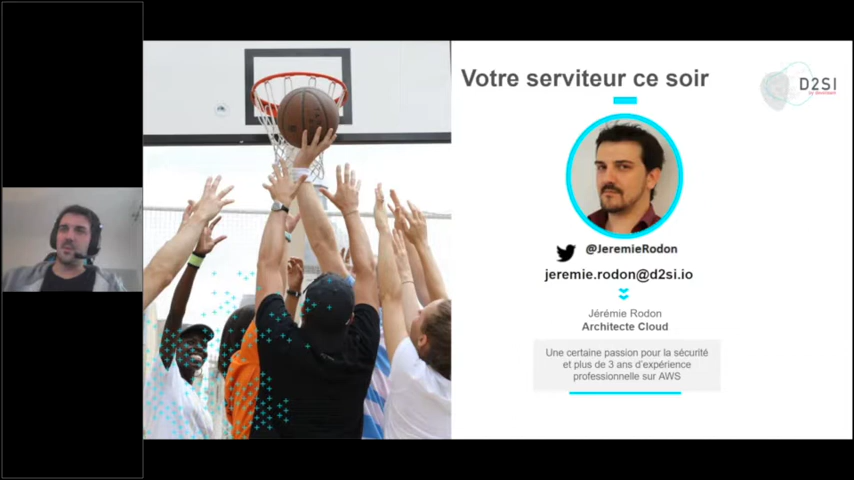 Votre serviteur ce soir
D2SI
@JeremieRodon
jeremie.rodon@d2si.io
Jérémie Rodon
Architecte Cloud
Une certaine passion pour la sécurité
et plus de 3 ans d'expérience
professionnelle sur AWS